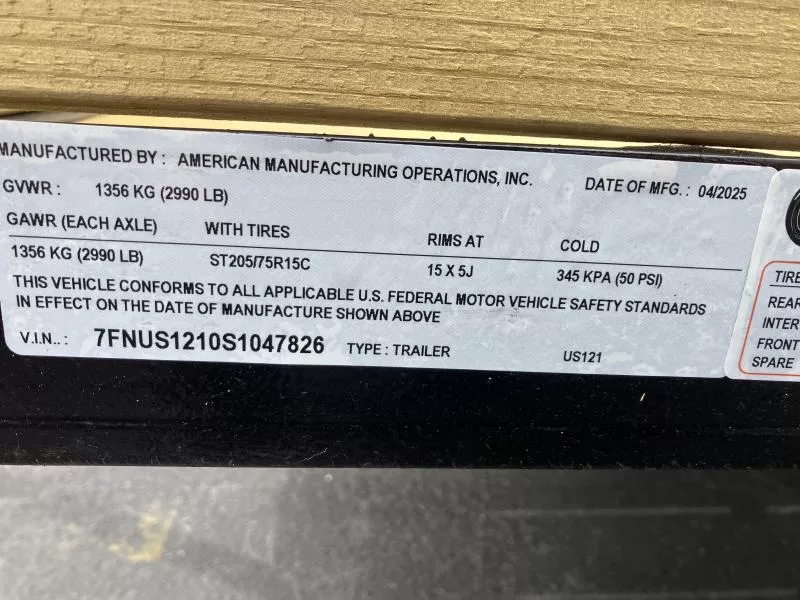 MANUFACTURED BY : AMERICAN MANUFACTURING OPERATIONS, INC. DATE OF MFG. : 04/2025
GVWR : 1356 KG (2990 LB)
GAWR (EACH AXLE) WITH TIRES RIMS AT COLD
1356 KG (2990 LB) ST205/75R15C 15 X 5J 345 KPA (50 PSI)
THIS VEHICLE CONFORMS TO ALL APPLICABLE U.S. FEDERAL MOTOR VEHICLE SAFETY STANDARDS
IN EFFECT ON THE DATE OF MANUFACTURE SHOWN ABOVE
V.I.N.. : 7FNUS1210S1047826 TYPE : TRAILER US121
TIRE
REAR
INTER
FRONT
SPARE